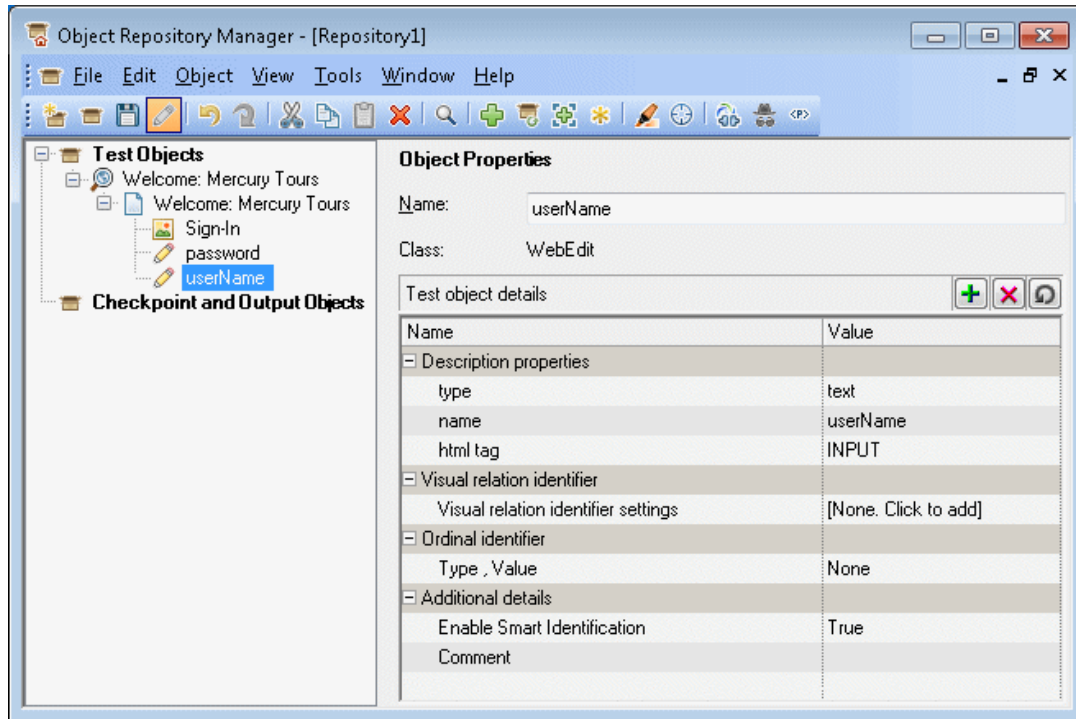 Object Repository Manager - [Repository1]
File Edit Object View Tools Window Help
<P>
Test Objects
Welcome: Mercury Tours
Welcome: Mercury Tours
Sign-In
password
userName
Checkpoint and Output Objects
Object Properties
Name: userName
Class: WebEdit
Test object details
Name Value
Description properties
type text
name userName
html tag INPUT
Visual relation identifier
Visual relation identifier settings [None. Click to add]
Ordinal identifier
Type , Value None
Additional details
Enable Smart Identification True
Comment